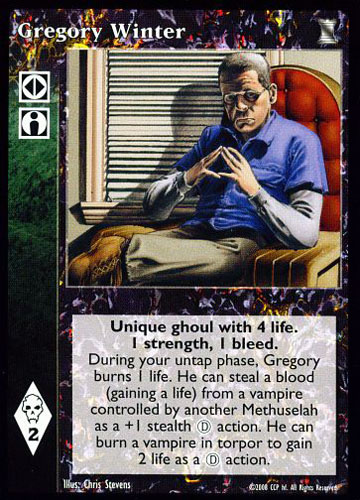 Gregory Winter
Unique ghoul with 4 life.
1 strength, 1 bleed.
During your untap phase, Gregory
burns 1 life. He can steal a blood
(gaining a life) from a vampire
controlled by another Methuselah
as a +1 stealth Ⓓ action. He can
burn a vampire in torpor to gain
2 life as a Ⓓ action.
2
Illus: Chris Stevens
©2008 CCP hf. All Rights Reserved.